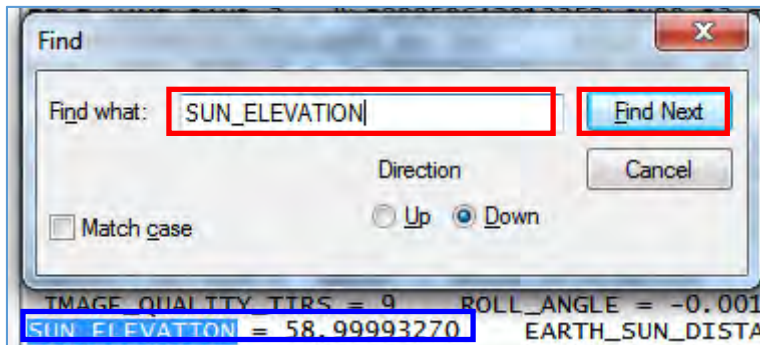 Find
Find what: SUN_ELEVATION Find Next
Direction Cancel
Match case Up Down
IMAGE_QUALITY_TIRS = 9 ROLL_ANGLE = -0.001
SUN_ELEVATION = 58.99993270 EARTH_SUN_DISTA